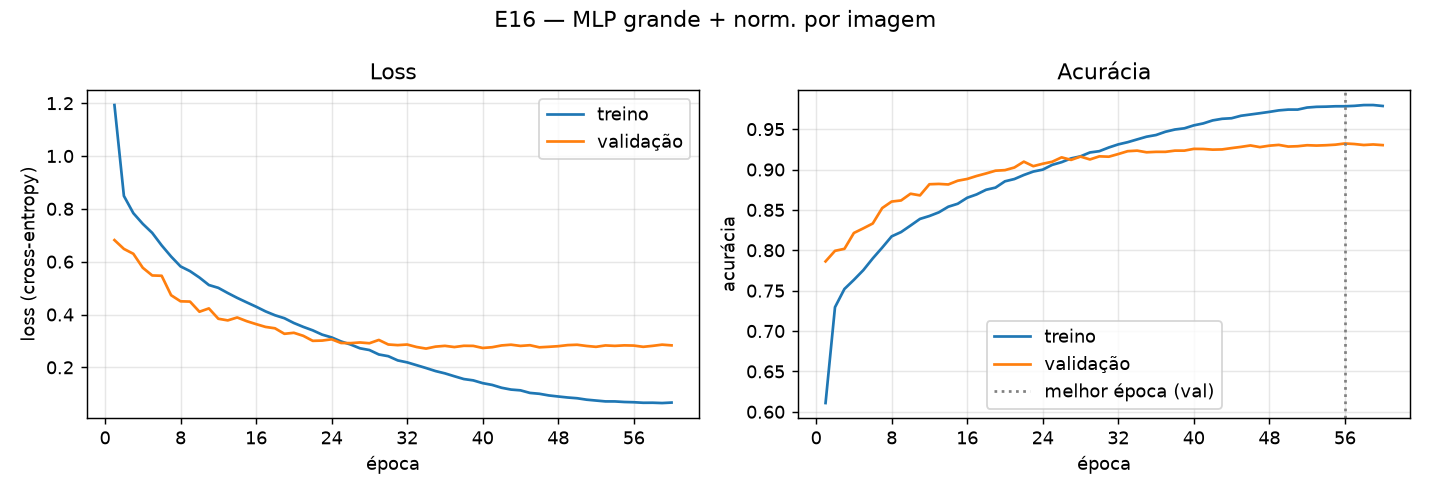 E16 — MLP grande + norm. por imagem
Loss
loss (cross-entropy)
1.2
1.0
0.8
0.6
0.4
0.2
treino
validação
0 8 16 24 32 40 48 56
época
Acurácia
acurácia
0.95
0.90
0.85
0.80
0.75
0.70
0.65
0.60
treino
validação
melhor época (val)
0 8 16 24 32 40 48 56
época